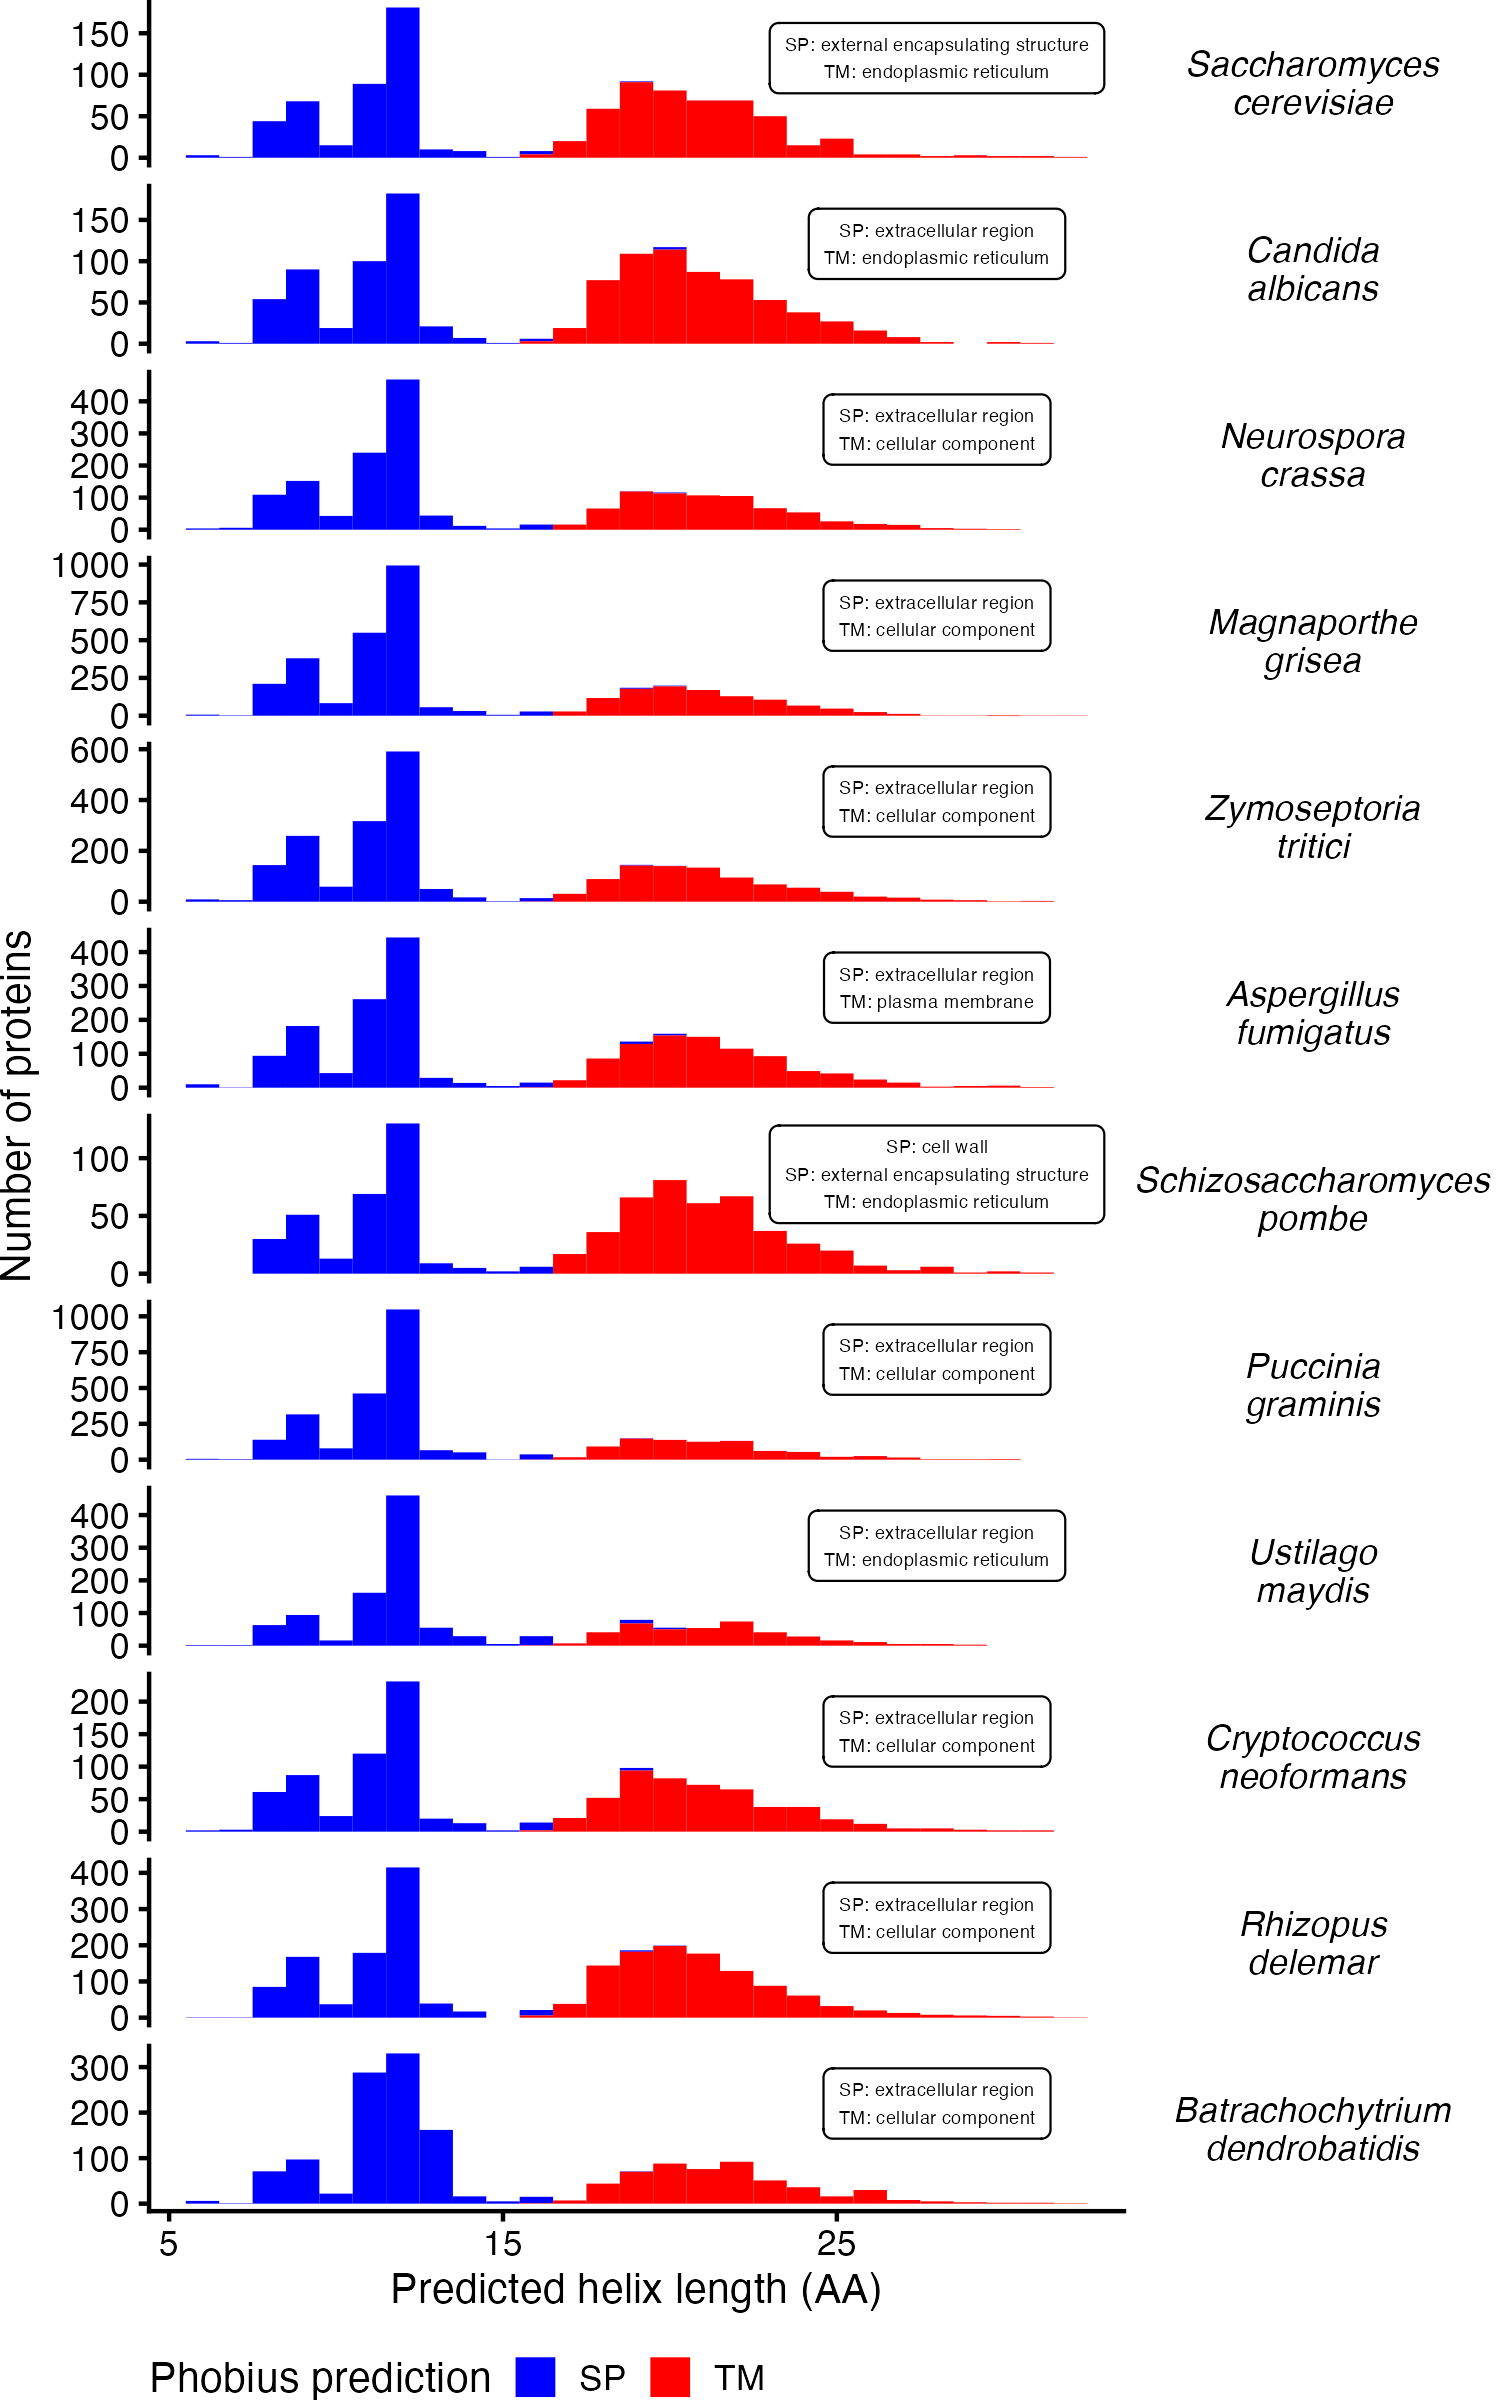 150
100
50
0
SP: external encapsulating structure
TM: endoplasmic reticulum
Saccharomyces
cerevisiae
150
100
50
0
SP: extracellular region
TM: endoplasmic reticulum
Candida
albicans
400
300
200
100
0
SP: extracellular region
TM: cellular component
Neurospora
crassa
1000
750
500
250
0
SP: extracellular region
TM: cellular component
Magnaporthe
grisea
600
400
200
0
SP: extracellular region
TM: cellular component
Zymoseptoria
tritici
400
300
200
100
0
SP: extracellular region
TM: plasma membrane
Aspergillus
fumigatus
Number of proteins
100
50
0
SP: cell wall
SP: external encapsulating structure
TM: endoplasmic reticulum
Schizosaccharomyces
pombe
1000
750
500
250
0
SP: extracellular region
TM: cellular component
Puccinia
graminis
400
300
200
100
0
SP: extracellular region
TM: endoplasmic reticulum
Ustilago
maydis
200
150
100
50
0
SP: extracellular region
TM: cellular component
Cryptococcus
neoformans
400
300
200
100
0
SP: extracellular region
TM: cellular component
Rhizopus
delemar
300
200
100
0
SP: extracellular region
TM: cellular component
Batrachochytrium
dendrobatidis
5 15 25
Predicted helix length (AA)
Phobius prediction SP TM